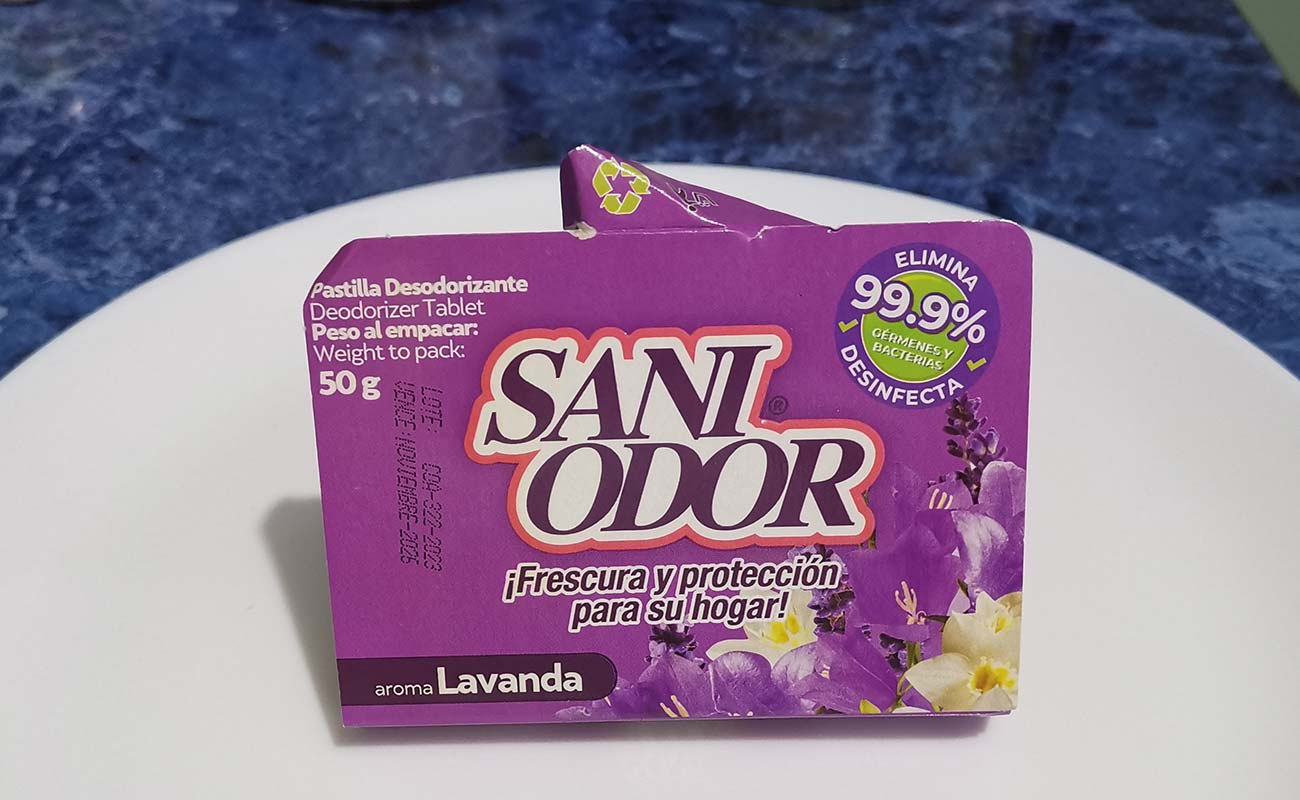 Pastilla Desodorizante
Deodorizer Tablet
Peso al empacar:
Weight to pack:
50 g
LOTE: CQ4-322-2023
VENCE:NOVIEMBRE-2026
SANI
ODOR
®
¡Frescura y protección
para su hogar!
aroma Lavanda
ELIMINA
99.9%
GÉRMENES Y
BACTERIAS
DESINFECTA